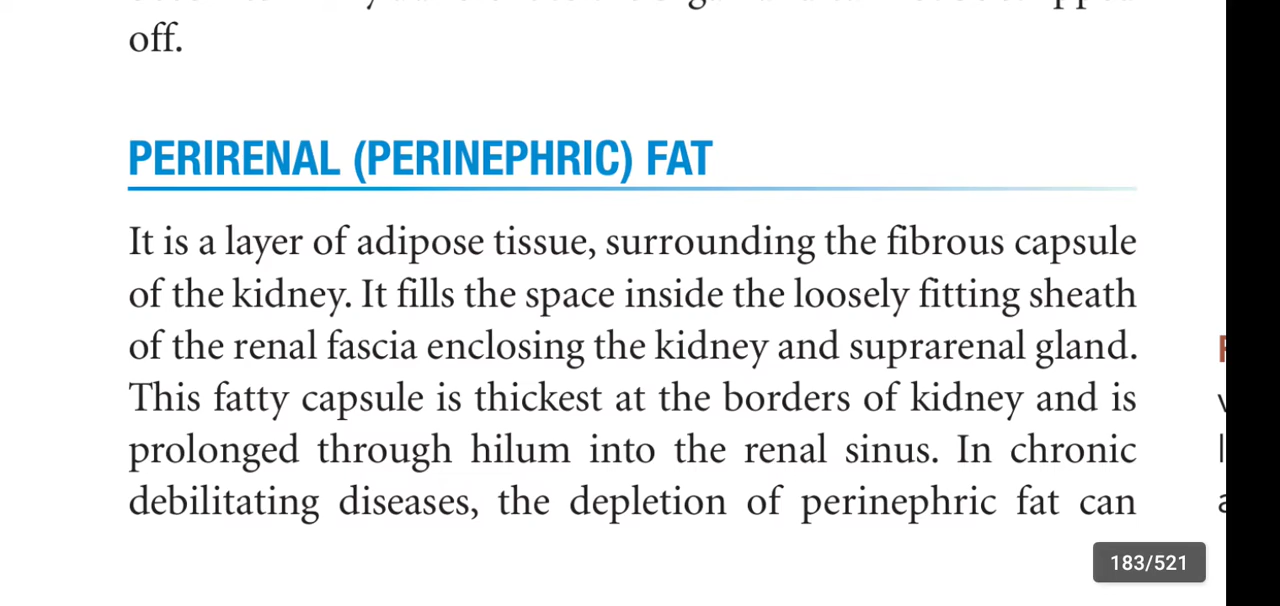 off.
PERIRENAL (PERINEPHRIC) FAT
It is a layer of adipose tissue, surrounding the fibrous capsule
of the kidney. It fills the space inside the loosely fitting sheath
of the renal fascia enclosing the kidney and suprarenal gland.
This fatty capsule is thickest at the borders of kidney and is
prolonged through hilum into the renal sinus. In chronic
debilitating diseases, the depletion of perinephric fat can
183/521